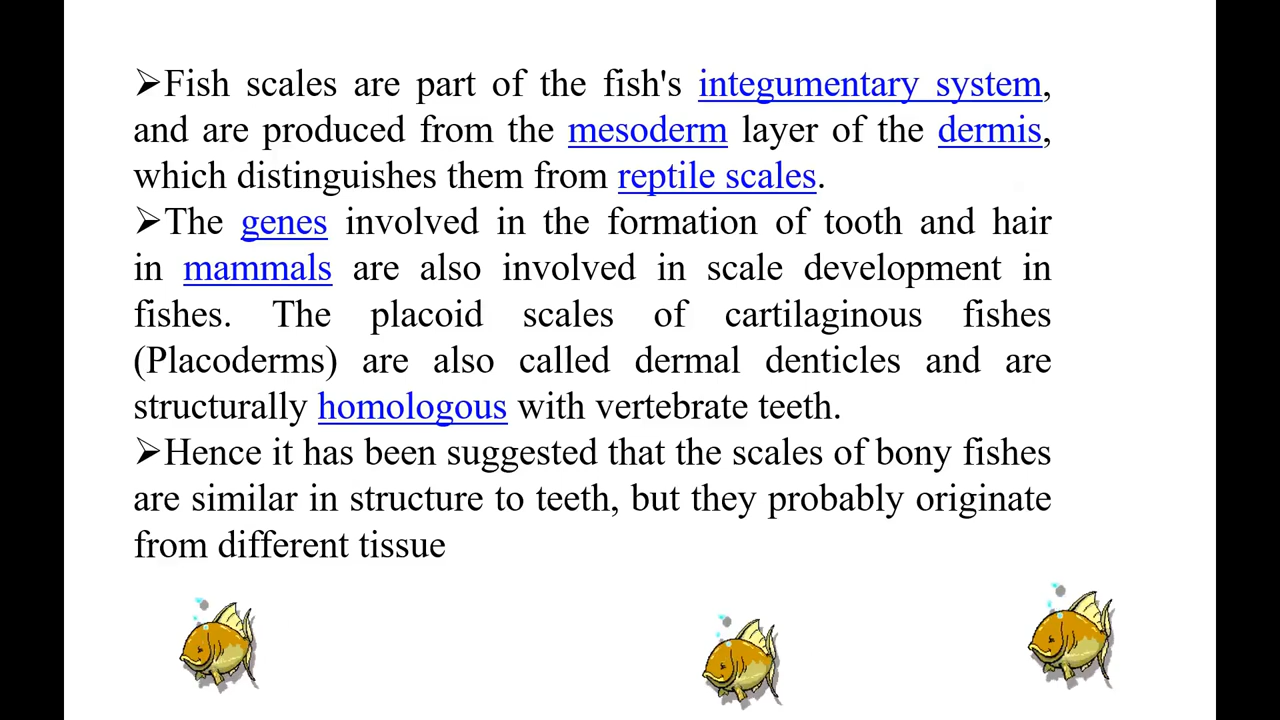 ➢Fish scales are part of the fish's integumentary system,
and are produced from the mesoderm layer of the dermis,
which distinguishes them from reptile scales.
➢The genes involved in the formation of tooth and hair
in mammals are also involved in scale development in
fishes. The placoid scales of cartilaginous fishes
(Placoderms) are also called dermal denticles and are
structurally homologous with vertebrate teeth.
➢Hence it has been suggested that the scales of bony fishes
are similar in structure to teeth, but they probably originate
from different tissue